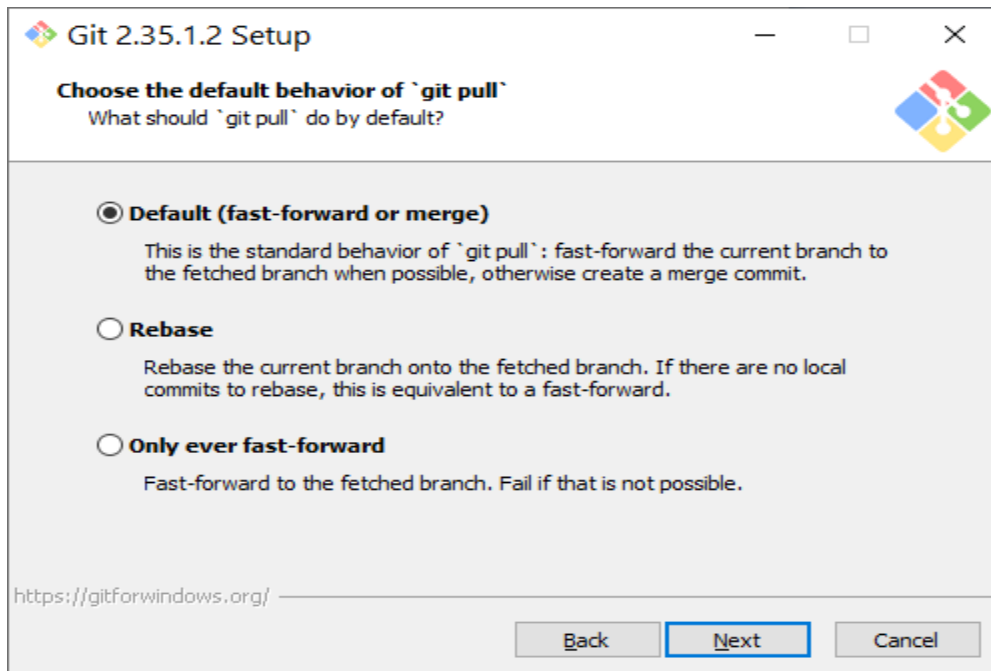 Git 2.35.1.2 Setup
Choose the default behavior of `git pull`
What should `git pull` do by default?
Default (fast-forward or merge)
This is the standard behavior of `git pull`: fast-forward the current branch to
the fetched branch when possible, otherwise create a merge commit.
Rebase
Rebase the current branch onto the fetched branch. If there are no local
commits to rebase, this is equivalent to a fast-forward.
Only ever fast-forward
Fast-forward to the fetched branch. Fail if that is not possible.
https://gitforwindows.org/
Back Next Cancel